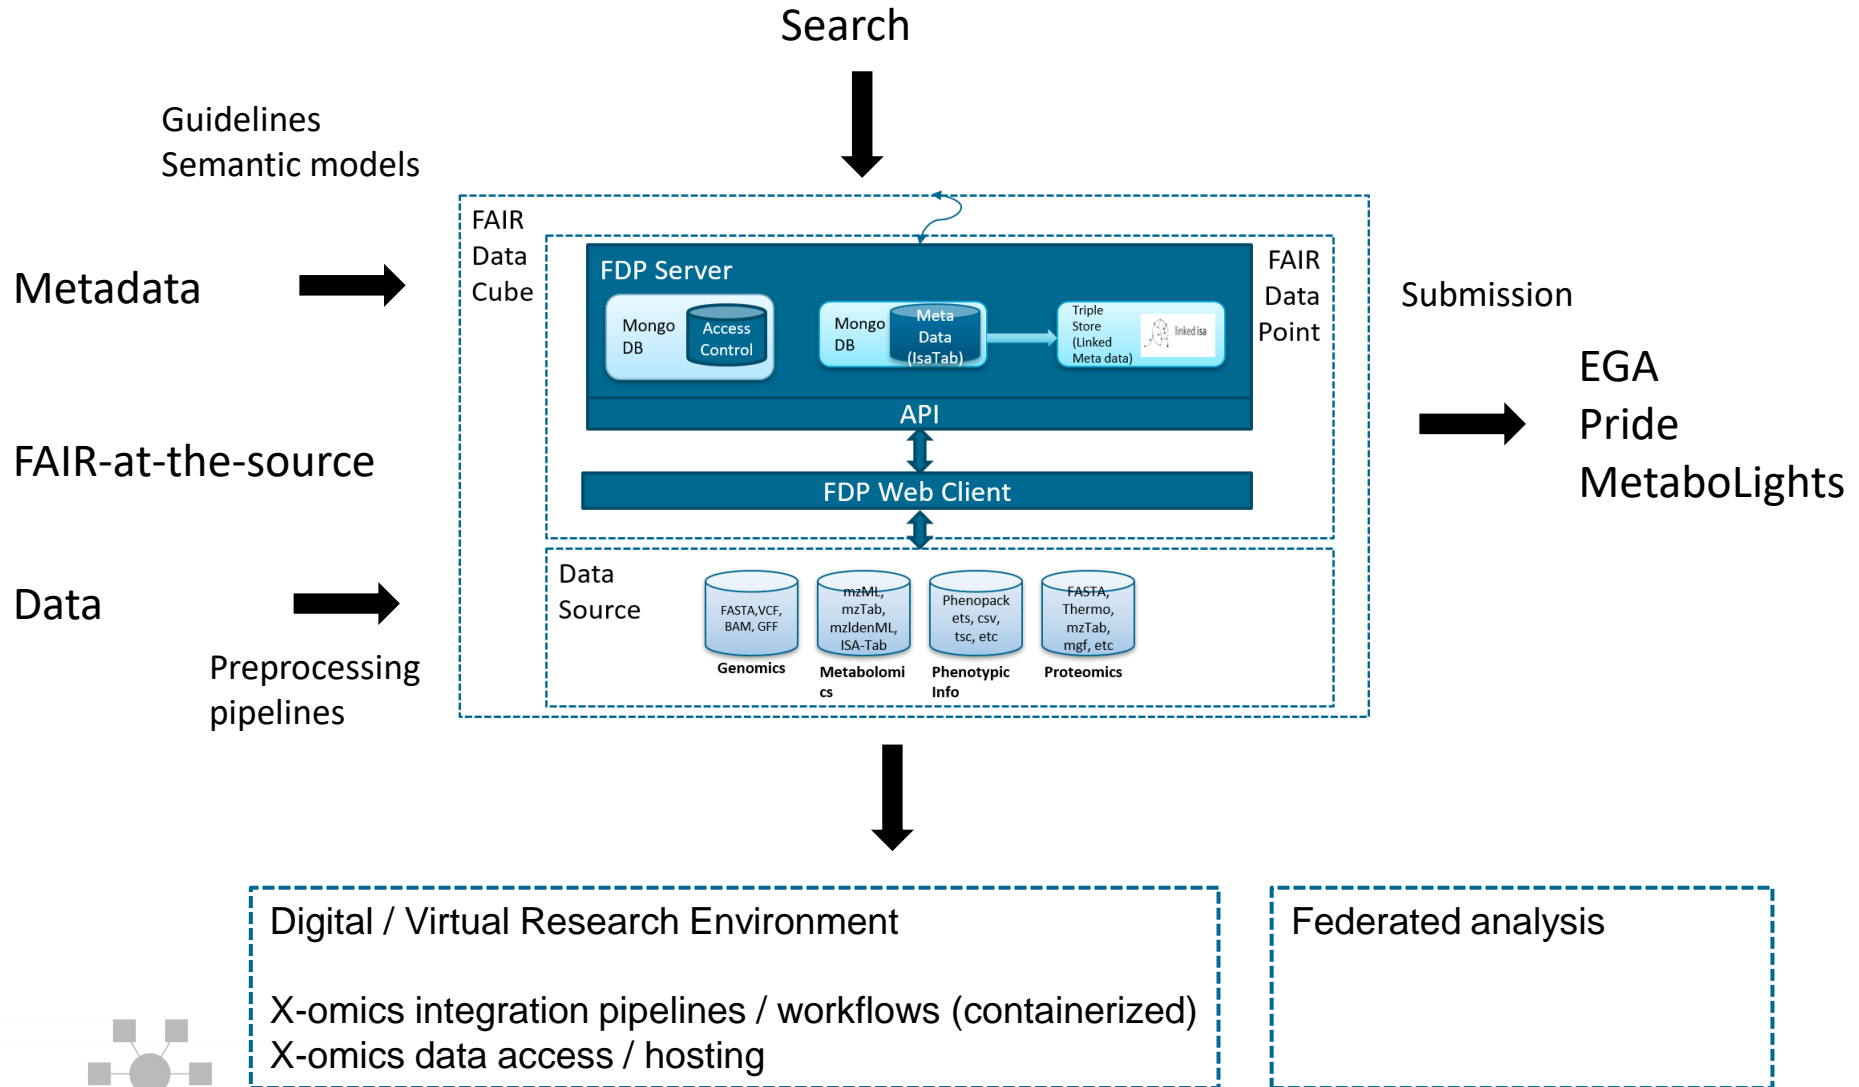 Search
Guidelines
Semantic models
Metadata
FAIR-at-the-source
Data
Preprocessing
pipelines
FAIR
Data
Cube
FAIR
Data
Point
FDP Server
Mongo
DB
Access
Control
Mongo
DB
Meta
Data
(IsaTab)
Triple
Store
(Linked
Meta data)
linked isa
API
FDP Web Client
Data
Source
FASTA,VCF,
BAM, GFF
Genomics
mzML,
mzTab,
mzIdenML,
ISA-Tab
Metabolomi
cs
Phenopack
ets, csv,
tsc, etc
Phenotypic
Info
FASTA,
Thermo,
mzTab,
mgf, etc
Proteomics
Submission
EGA
Pride
MetaboLights
Digital / Virtual Research Environment
X-omics integration pipelines / workflows (containerized)
X-omics data access / hosting
Federated analysis